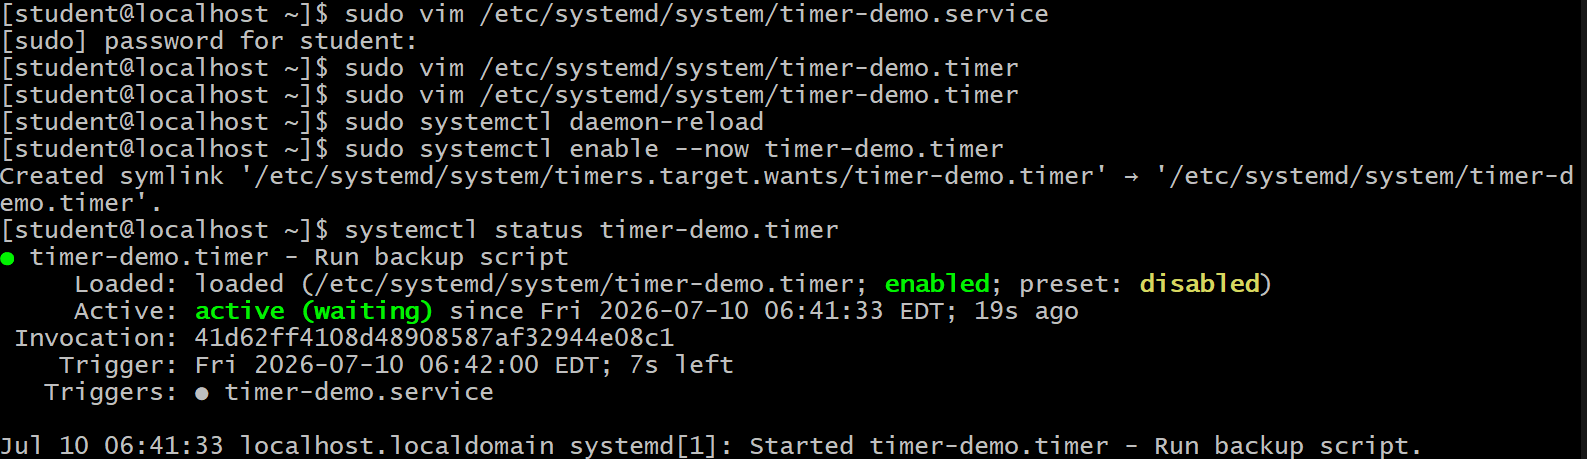 [student@localhost ~]$ sudo vim /etc/systemd/system/timer-demo.service
[sudo] password for student:
[student@localhost ~]$ sudo vim /etc/systemd/system/timer-demo.timer
[student@localhost ~]$ sudo vim /etc/systemd/system/timer-demo.timer
[student@localhost ~]$ sudo systemctl daemon-reload
[student@localhost ~]$ sudo systemctl enable --now timer-demo.timer
Created symlink '/etc/systemd/system/timers.target.wants/timer-demo.timer' → '/etc/systemd/system/timer-d
emo.timer'.
[student@localhost ~]$ systemctl status timer-demo.timer
● timer-demo.timer - Run backup script
     Loaded: loaded (/etc/systemd/system/timer-demo.timer; enabled; preset: disabled)
     Active: active (waiting) since Fri 2026-07-10 06:41:33 EDT; 19s ago
 Invocation: 41d62ff4108d48908587af32944e08c1
    Trigger: Fri 2026-07-10 06:42:00 EDT; 7s left
   Triggers: ● timer-demo.service

Jul 10 06:41:33 localhost.localdomain systemd[1]: Started timer-demo.timer - Run backup script.